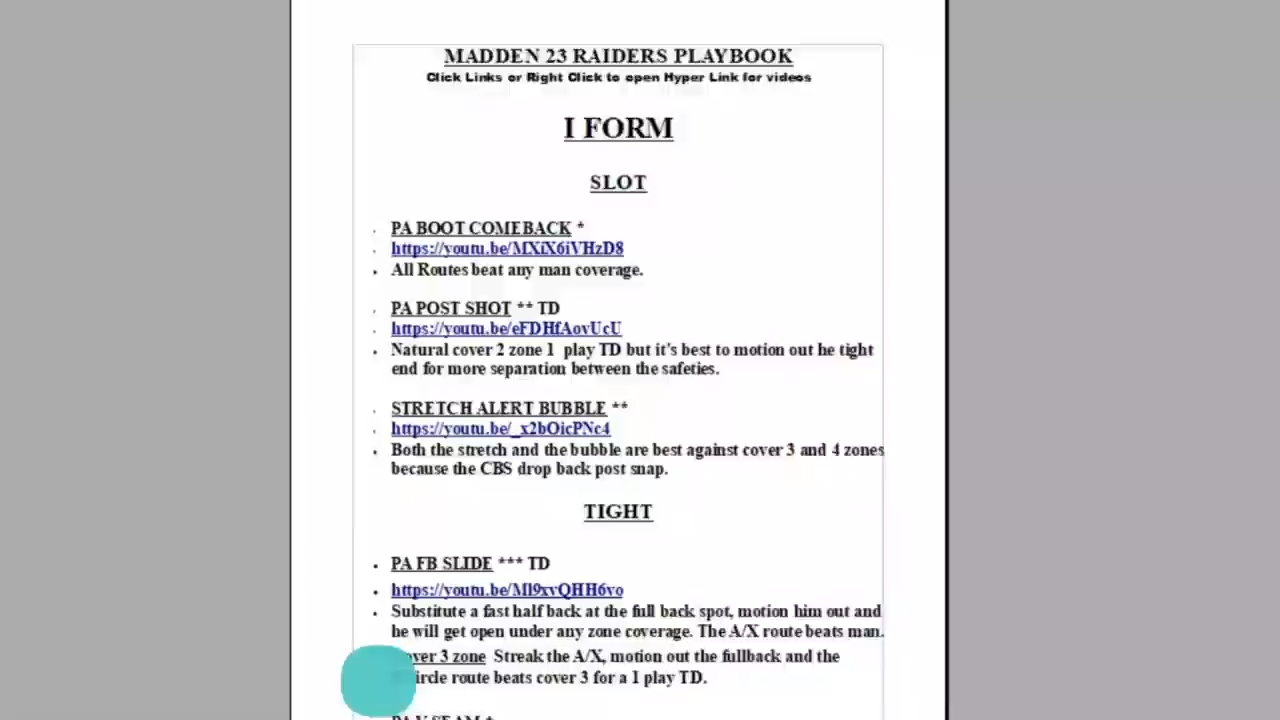 MADDEN 23 RAIDERS PLAYBOOK
Click Links or Right Click to open Hyper Link for videos
I FORM
SLOT
PA BOOT COMEBACK *
https://youtu.be/MXiX6iVHzD8
All Routes beat any man coverage.
PA POST SHOT ** TD
https://youtu.be/eFDHfAovUcU
Natural cover 2 zone 1 play TD but it's best to motion out he tight
end for more separation between the safeties.
STRETCH ALERT BUBBLE **
https://youtu.be/_x2bOicPNc4
Both the stretch and the bubble are best against cover 3 and 4 zones
because the CBS drop back post snap.
TIGHT
PA FB SLIDE *** TD
https://youtu.be/Ml9xvQHH6vo
Substitute a fast half back at the full back spot, motion him out and
he will get open under any zone coverage. The A/X route beats man.
over 3 zone Streak the A/X, motion out the fullback and the
ircle route beats cover 3 for a 1 play TD.